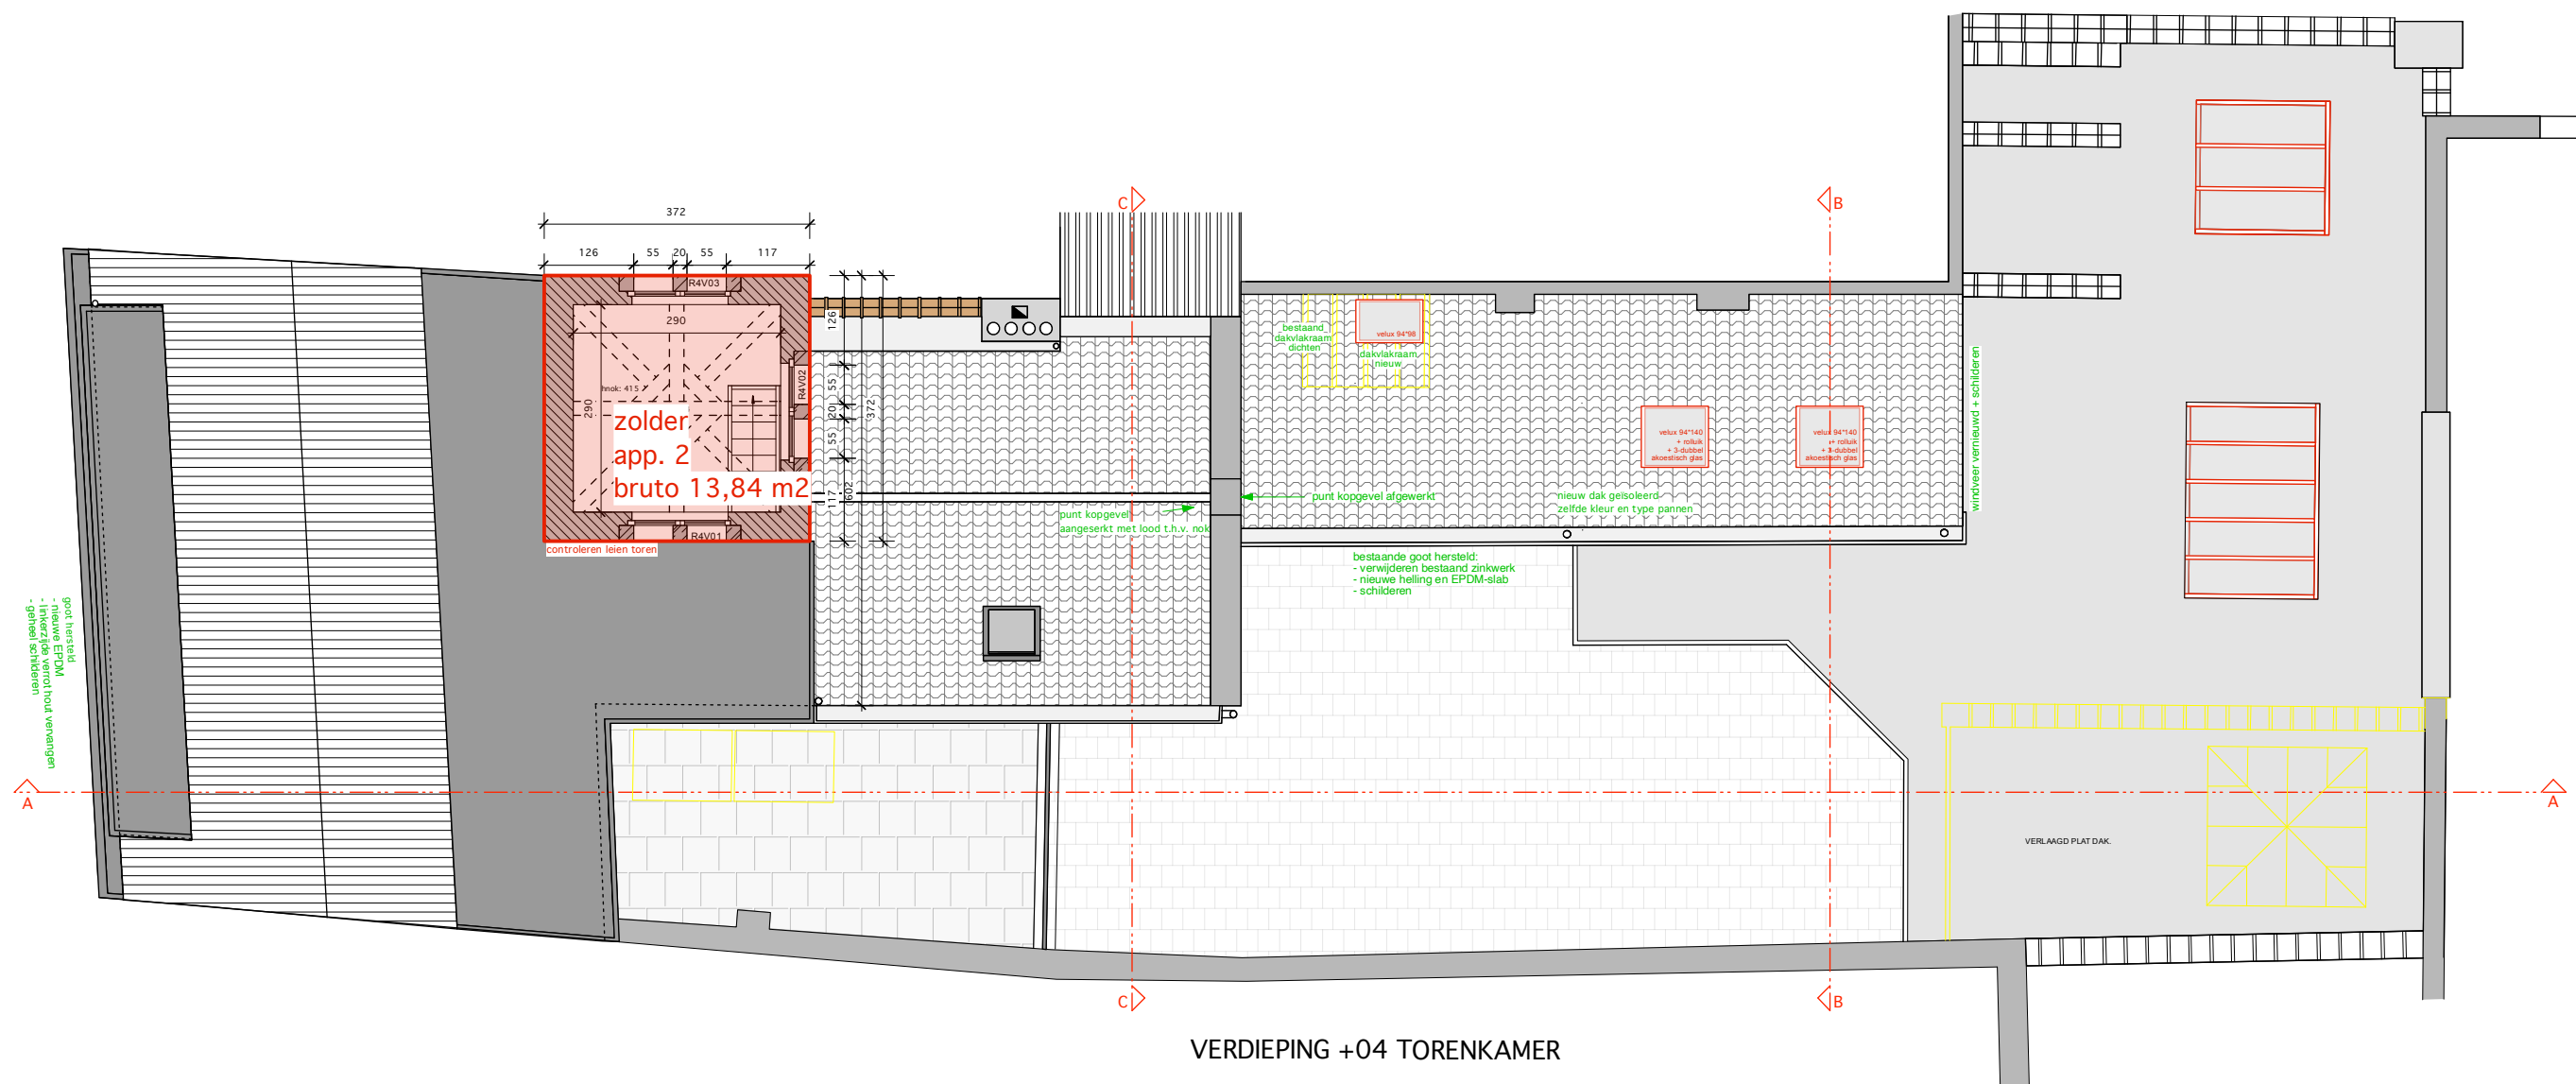 372
126
55
20
55
117
R4V03
290
290
hnok: 415
R4V02
zolder
app. 2
bruto 13,84 m2
R4V01
controleren leien toren
126
55
20
55
117
372
602
C
B
bestaand
dakvlakraam
dichten
velux 94*98
dakvlakraam
nieuw
velux 94*140
+ rolluik
+ 3-dubbel
akoestisch glas
velux 94*140
+ rolluik
+ 3-dubbel
akoestisch glas
windveer vernieuwd + schilderen
punt kopgevel afgewerkt
nieuw dak geïsoleerd
zelfde kleur en type pannen
punt kopgevel
aangeserkt met lood t.h.v. nok
bestaande goot hersteld:
- verwijderen bestaand zinkwerk
- nieuwe helling en EPDM-slab
- schilderen
goot hersteld
- nieuwe EPDM
- linkerzijde verrot hout vervangen
- geheel schilderen
A
A
VERLAAGD PLAT DAK.
C
B
VERDIEPING +04 TORENKAMER